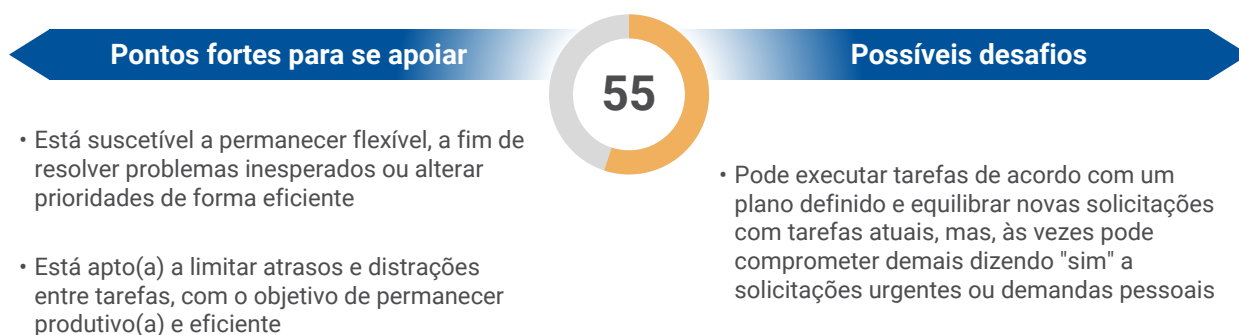 Pontos fortes para se apoiar
55
Possíveis desafios
• Está suscetível a permanecer flexível, a fim de
resolver problemas inesperados ou alterar
prioridades de forma eficiente
• Está apto(a) a limitar atrasos e distrações
entre tarefas, com o objetivo de permanecer
produtivo(a) e eficiente
• Pode executar tarefas de acordo com um
plano definido e equilibrar novas solicitações
com tarefas atuais, mas, às vezes pode
comprometer demais dizendo "sim" a
solicitações urgentes ou demandas pessoais